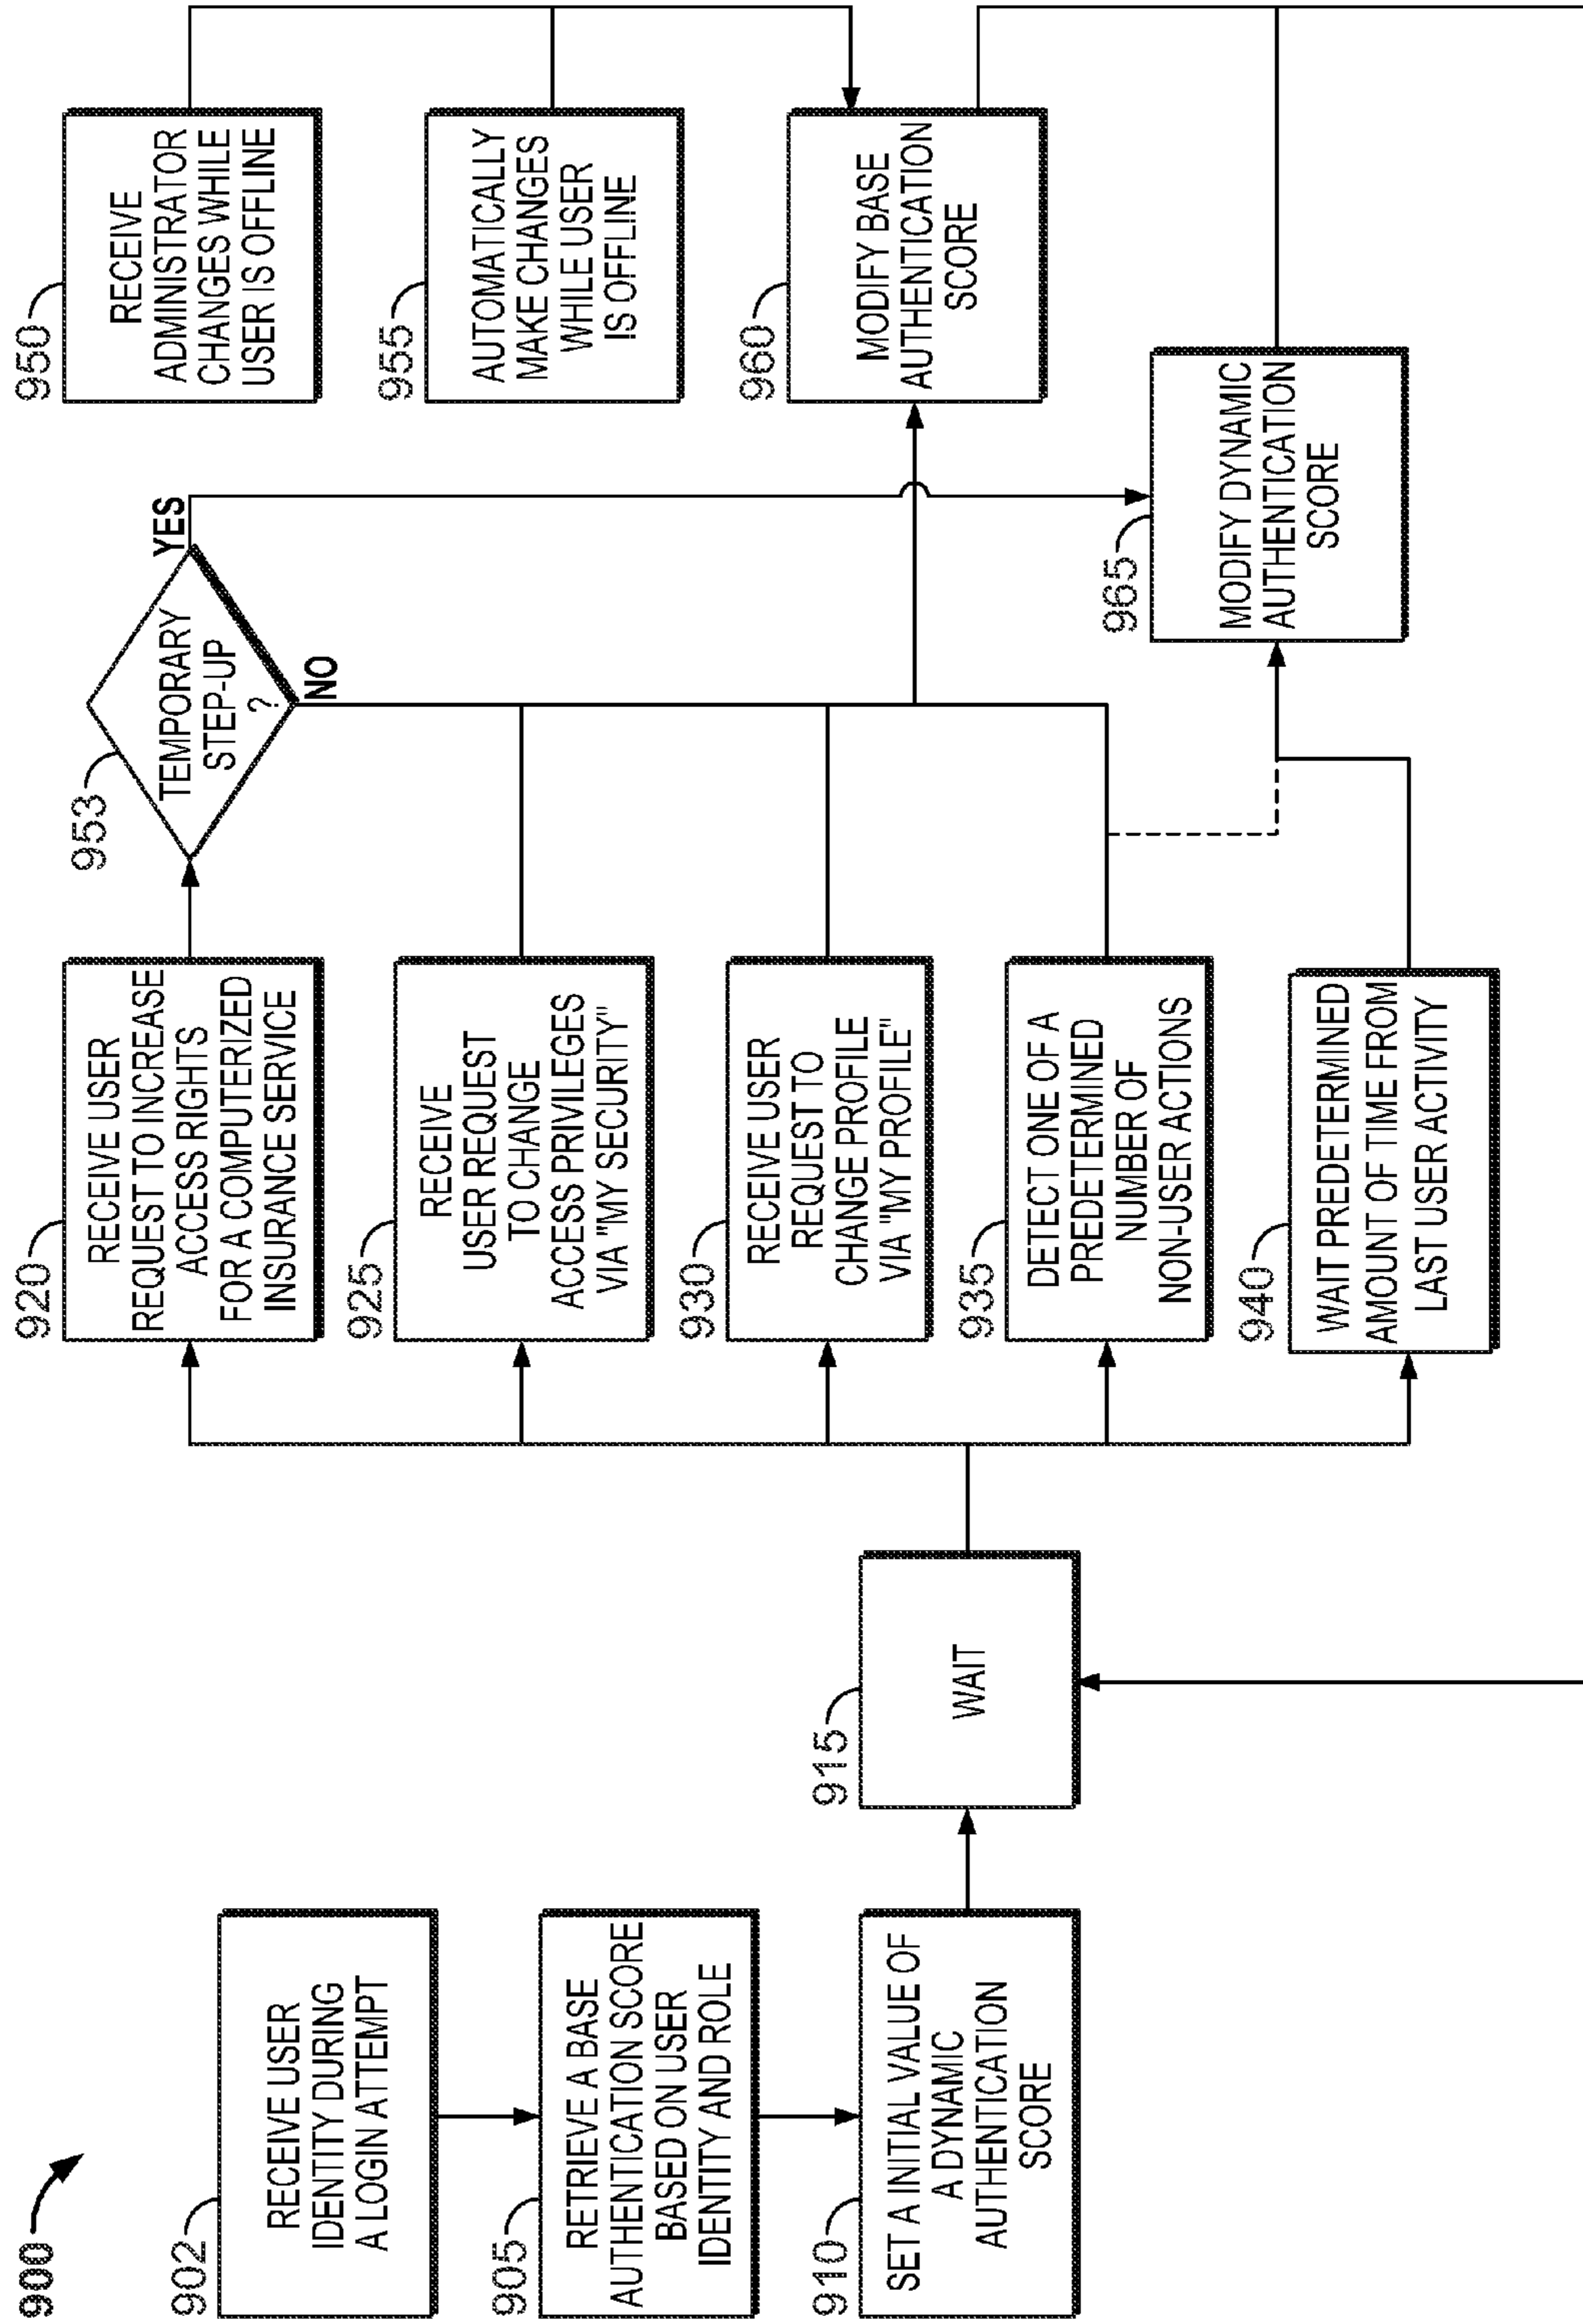 900
902
RECEIVE USER
IDENTITY DURING
A LOGIN ATTEMPT
905
RETRIEVE A BASE
AUTHENTICATION SCORE
BASED ON USER
IDENTITY AND ROLE
910
SET A INITIAL VALUE OF
A DYNAMIC
AUTHENTICATION
SCORE
915
WAIT
920
RECEIVE USER
REQUEST TO INCREASE
ACCESS RIGHTS
FOR A COMPUTERIZED
INSURANCE SERVICE
925
RECEIVE
USER REQUEST
TO CHANGE
ACCESS PRIVILEGES
VIA "MY SECURITY"
930
RECEIVE USER
REQUEST TO
CHANGE PROFILE
VIA "MY PROFILE"
935
DETECT ONE OF A
PREDETERMINED
NUMBER OF
NON-USER ACTIONS
940
WAIT PREDETERMINED
AMOUNT OF TIME FROM
LAST USER ACTIVITY
953
TEMPORARY
STEP-UP
?
YES
NO
950
RECEIVE
ADMINISTRATOR
CHANGES WHILE
USER IS OFFLINE
955
AUTOMATICALLY
MAKE CHANGES
WHILE USER
IS OFFLINE
960
MODIFY BASE
AUTHENTICATION
SCORE
965
MODIFY DYNAMIC
AUTHENTICATION
SCORE